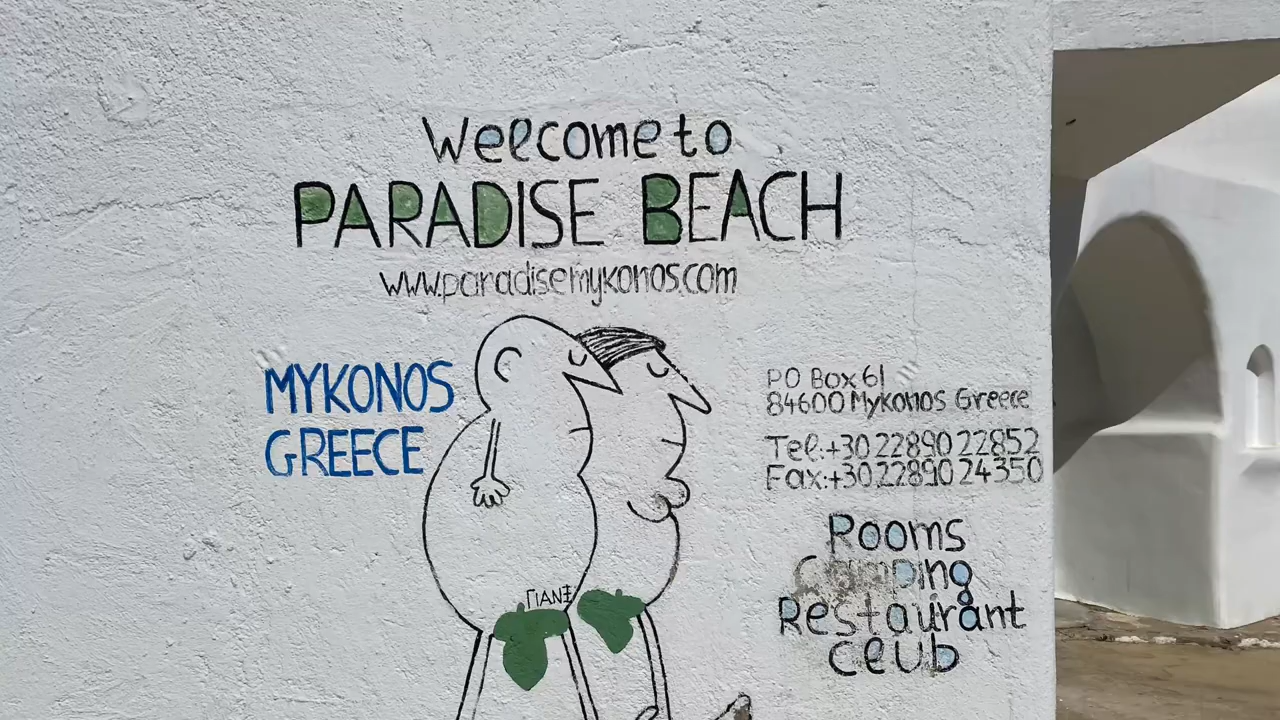 Welcome to
PARADISE BEACH
www.paradisemykonos.com
MYKONOS
GREECE
PO Box 61
84600 Mykonos Greece
Tel.:+30 22890 22852
Fax:+30 22890 24350
Rooms
Camping
Restaurant
club
ΓΙΑΝΞ